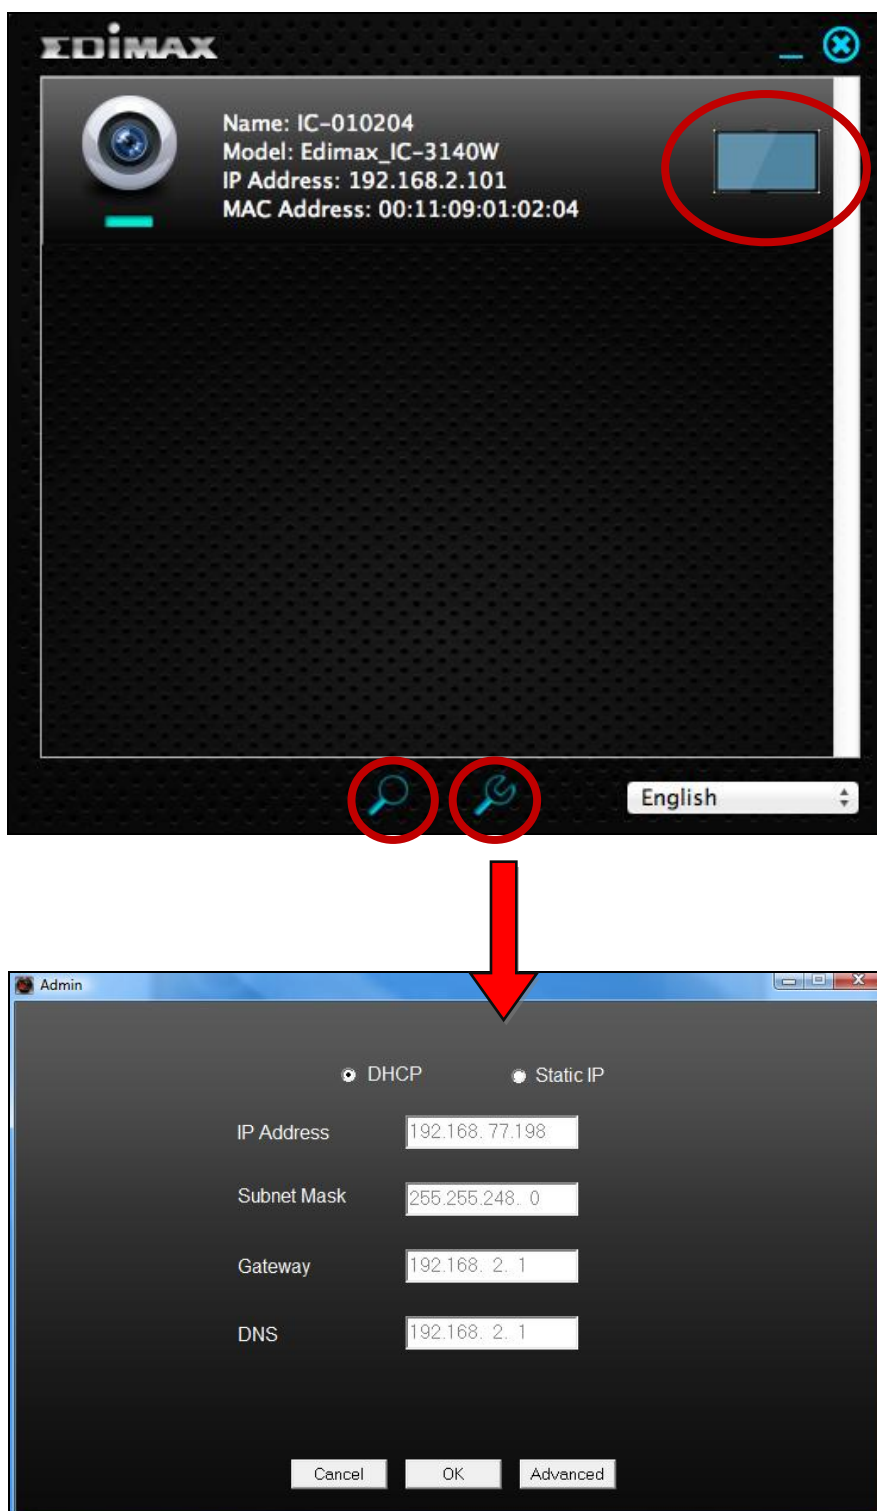 EDiMAX
Name: IC-010204
Model: Edimax_IC-3140W
IP Address: 192.168.2.101
MAC Address: 00:11:09:01:02:04
English
Admin
DHCP Static IP
IP Address 192.168. 77.198
Subnet Mask 255.255.248. 0
Gateway 192.168. 2. 1
DNS 192.168. 2. 1
Cancel OK Advanced